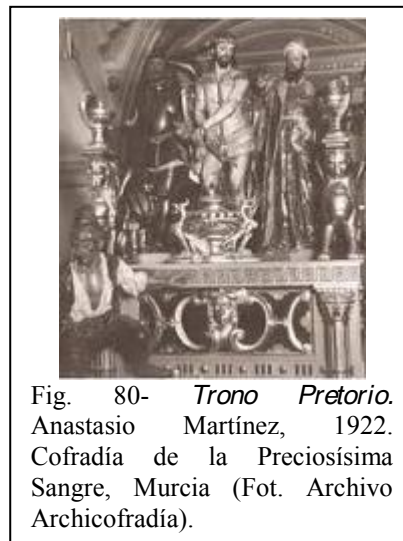 Fig. 80- Trono Pretorio.
Anastasio Martínez, 1922.
Cofradía de la Preciosísima
Sangre, Murcia (Fot. Archivo
Archicofradía).